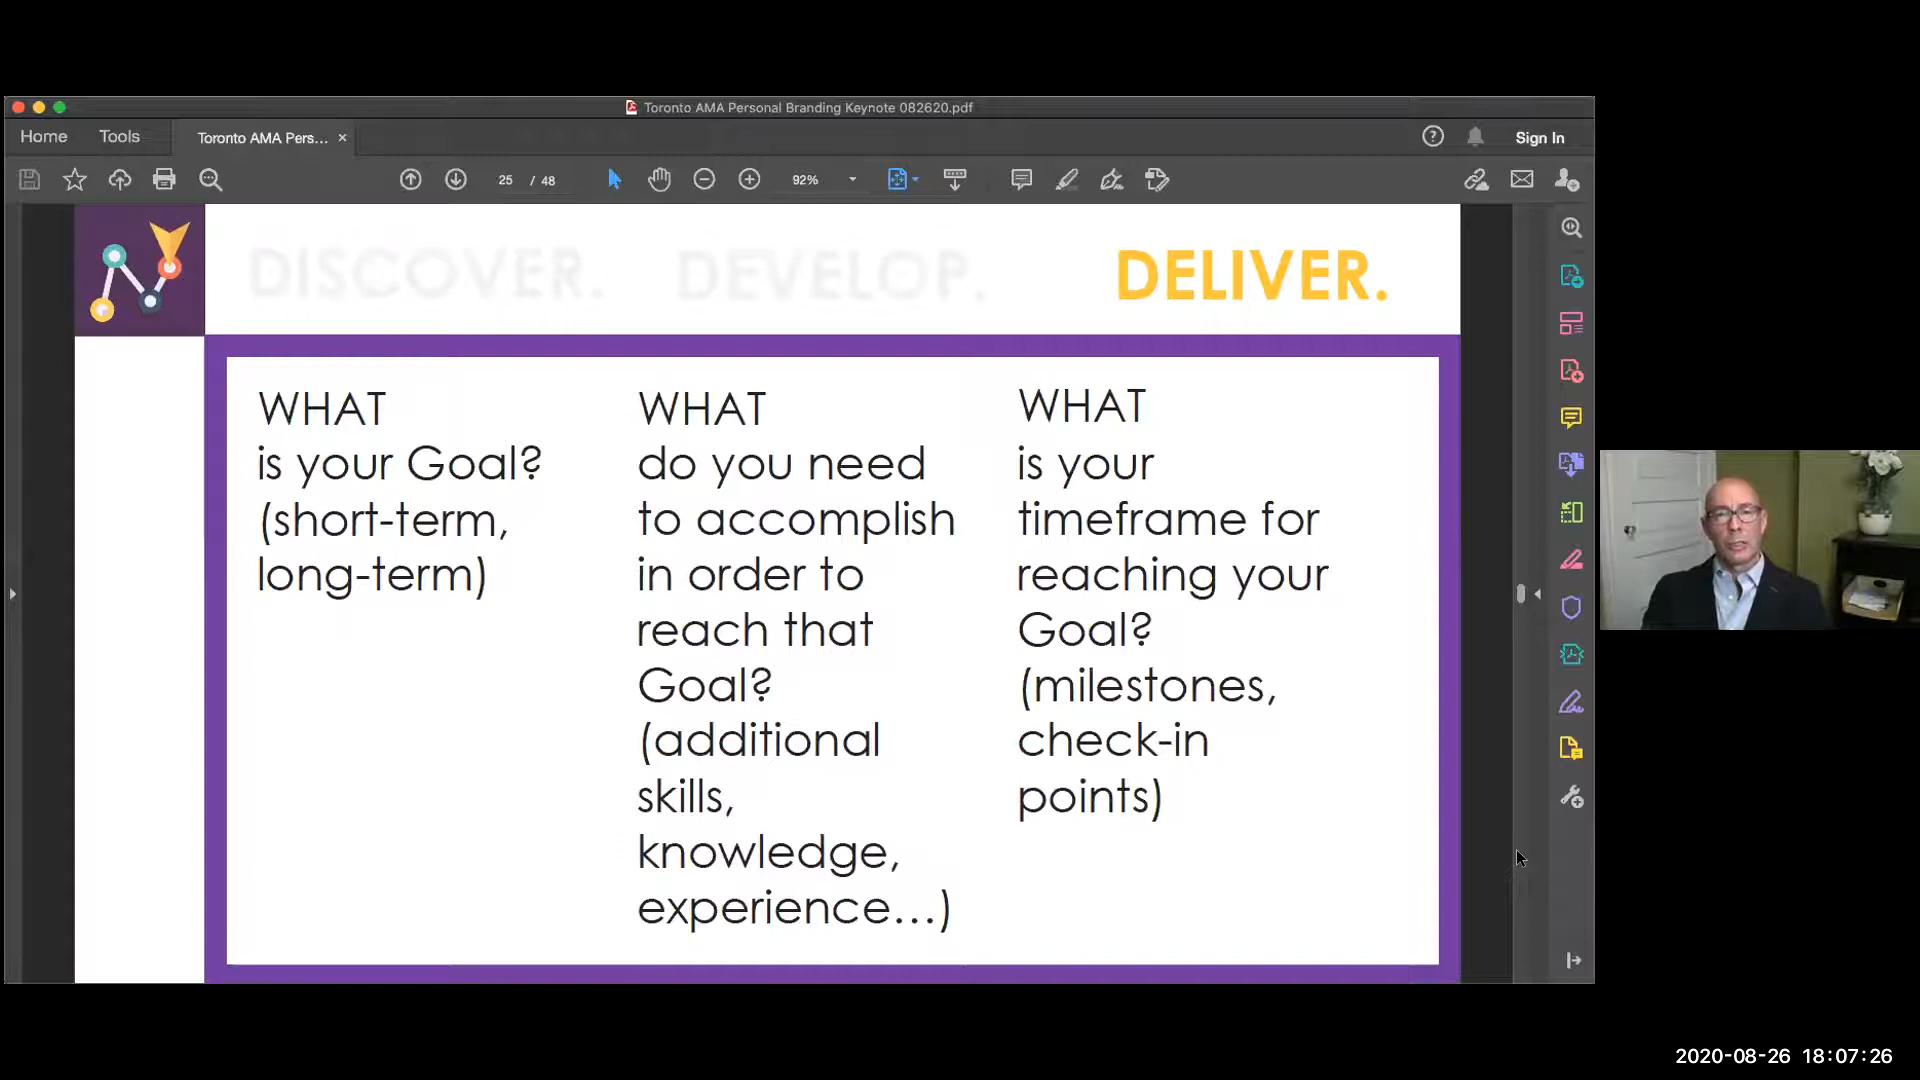 Toronto AMA Personal Branding Keynote 082620.pdf
Home Tools Toronto AMA Pers... × Sign In
25 / 48 92%
DISCOVER. DEVELOP. DELIVER.
WHAT
is your Goal?
(short-term,
long-term)
WHAT
do you need
to accomplish
in order to
reach that
Goal?
(additional
skills,
knowledge,
experience...)
WHAT
is your
timeframe for
reaching your
Goal?
(milestones,
check-in
points)
2020-08-26 18:07:26